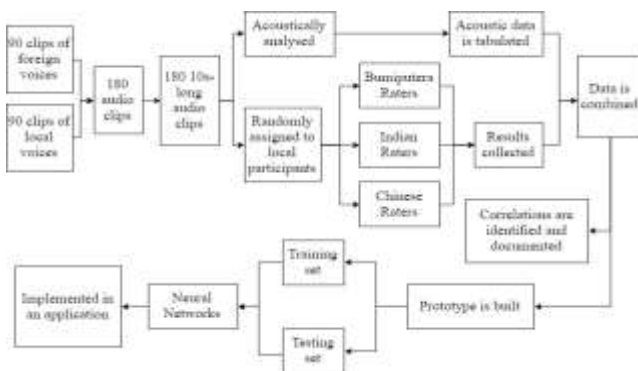 90 clips of
foreign
voices
90 clips of
local voices
180
audio
clips
180 10s-
long
audio
clips
Acoustically
analysed
Randomly
assigned to
local
participants
Bumiputera
Raters
Indian
Raters
Chinese
Raters
Acoustic data
is tabulated
Results
collected
Data is
combined
Correlations are
identified and
documented
Prototype is built
Training
set
Testing
set
Neural
Networks
Implemented in
an application